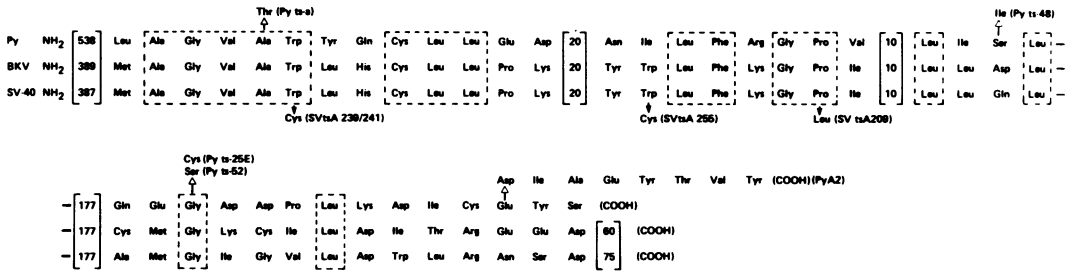 Thr (Py ts-a) Ile (Py ts-48)
Py NH2 538 Leu Ala Gly Val Ala Trp Tyr Gln Cys Leu Leu Glu Asp 20 Asn Ile Leu Phe Arg Gly Pro Val 10 Leu Ile Ser Leu –
BKV NH2 389 Met Ala Gly Val Ala Trp Leu His Cys Leu Leu Pro Lys 20 Tyr Trp Leu Phe Lys Gly Pro Ile 10 Leu Leu Asp Leu –
SV-40 NH2 387 Met Ala Gly Val Ala Trp Leu His Cys Leu Leu Pro Lys 20 Tyr Trp Leu Phe Lys Gly Pro Ile 10 Leu Leu Gln Leu –
Cys (SVtsA 239/241) Cys (SVtsA 255) Leu (SV tsA209)
Cys (Py ts-25E)
Ser (Py ts-52)
Asp Ile Ala Glu Tyr Thr Val Tyr (COOH)(PyA2)
– 177 Gln Glu Gly Asp Asp Pro Leu Lys Asp Ile Cys Glu Tyr Ser (COOH)
– 177 Cys Met Gly Lys Cys Ile Leu Asp Ile Thr Arg Glu Glu Asp 60 (COOH)
– 177 Ala Met Gly Ile Gly Val Leu Asp Trp Leu Arg Asn Ser Asp 75 (COOH)